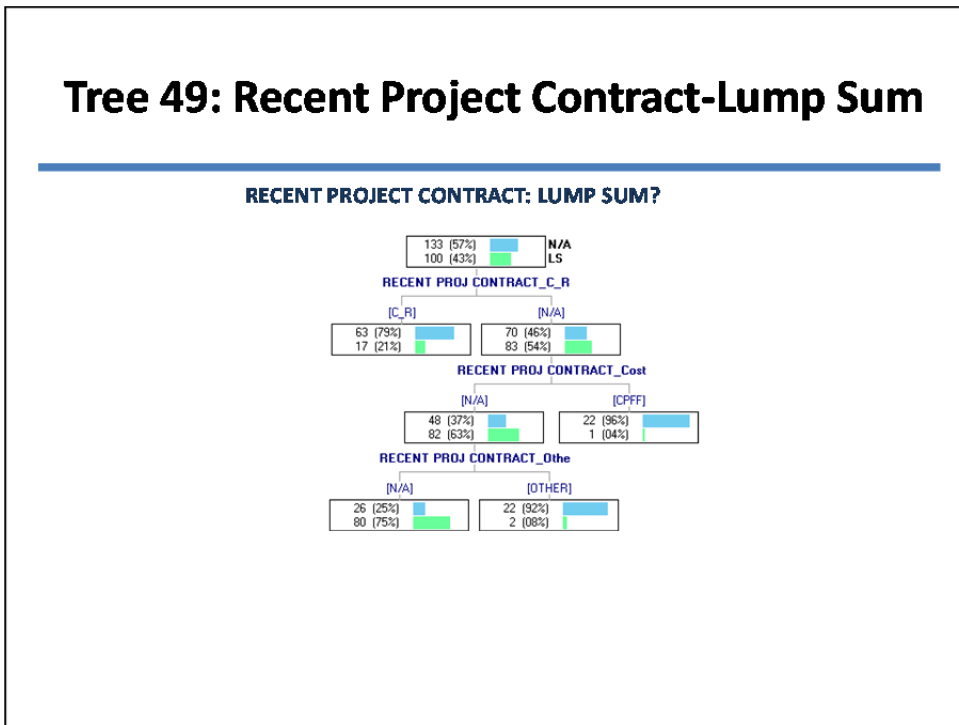 Tree 49: Recent Project Contract-Lump Sum
RECENT PROJECT CONTRACT: LUMP SUM?
133 (57%) N/A
100 (43%) LS
RECENT PROJ CONTRACT_C_R
[C_R] [N/A]
63 (79%) 70 (46%)
17 (21%) 83 (54%)
RECENT PROJ CONTRACT_Cost
[N/A] [CPFF]
48 (37%) 22 (96%)
82 (63%) 1 (04%)
RECENT PROJ CONTRACT_Othe
[N/A] [OTHER]
26 (25%) 22 (92%)
80 (75%) 2 (08%)